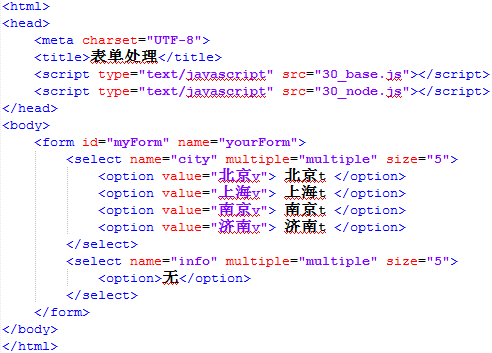 <html>
<head>
    <meta charset="UTF-8">
    <title>表单处理</title>
    <script type="text/javascript" src="30_base.js"></script>
    <script type="text/javascript" src="30_node.js"></script>
</head>
<body>
    <form id="myForm" name="yourForm">
        <select name="city" multiple="multiple" size="5">
            <option value="北京v"> 北京t </option>
            <option value="上海v"> 上海t </option>
            <option value="南京v"> 南京t </option>
            <option value="济南v"> 济南t </option>
        </select>
        <select name="info" multiple="multiple" size="5">
            <option>无</option>
        </select>
    </form>
</body>
</html>